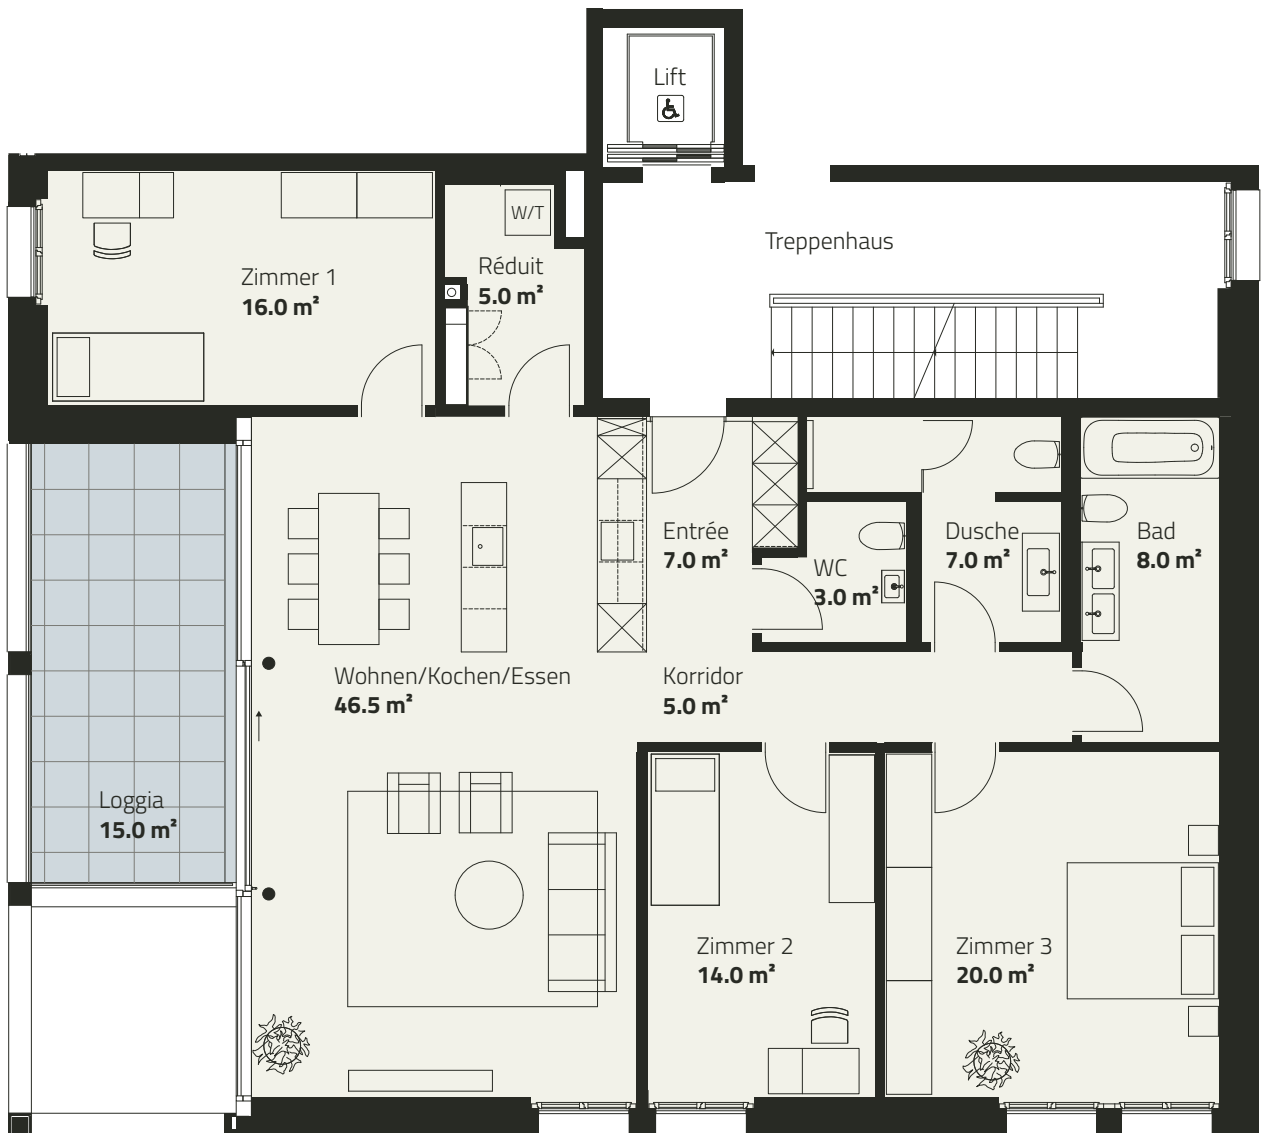 Lift
Treppenhaus
W/T
Zimmer 1
16.0 m²
Réduit
5.0 m²
Entrée
7.0 m²
WC
3.0 m²
Dusche
7.0 m²
Bad
8.0 m²
Wohnen/Kochen/Essen
46.5 m²
Korridor
5.0 m²
Loggia
15.0 m²
Zimmer 2
14.0 m²
Zimmer 3
20.0 m²